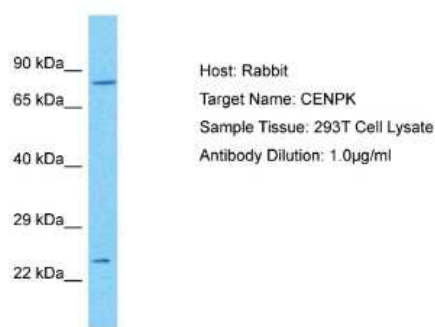 90 kDa
65 kDa
40 kDa
29 kDa
22 kDa
Host: Rabbit
Target Name: CENPK
Sample Tissue: 293T Cell Lysate
Antibody Dilution: 1.0μg/ml